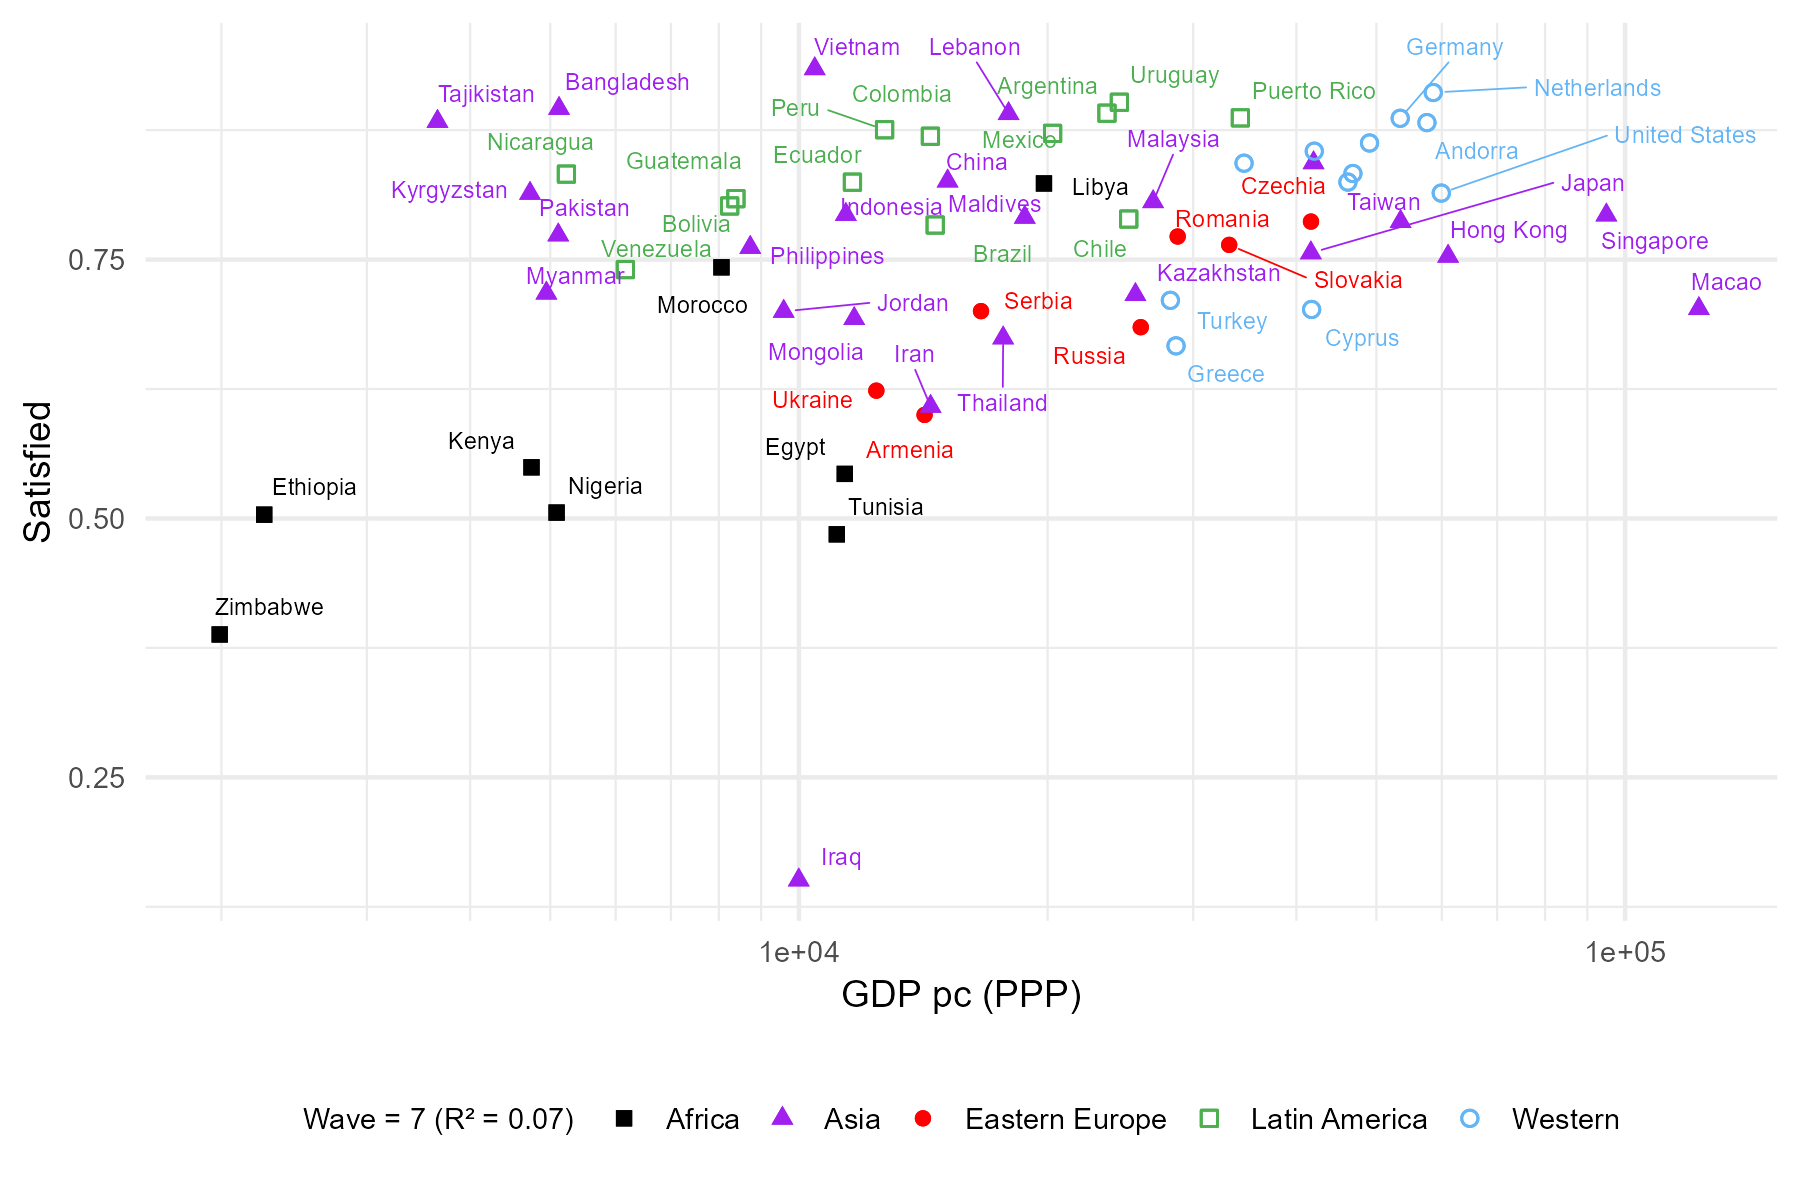 Vietnam
Lebanon
Germany
Tajikistan
Bangladesh
Argentina
Uruguay
Puerto Rico
Netherlands
Peru
Colombia
Nicaragua
Guatemala
Ecuador
Mexico
China
Malaysia
Andorra
United States
Kyrgyzstan
Pakistan
Bolivia
Indonesia
Maldives
Libya
Czechia
Romania
Taiwan
Japan
Venezuela
Philippines
Brazil
Chile
Hong Kong
Singapore
Myanmar
Morocco
Jordan
Serbia
Kazakhstan
Slovakia
Macao
Mongolia
Iran
Russia
Turkey
Cyprus
Greece
Ukraine
Thailand
Armenia
Kenya
Egypt
Ethiopia
Nigeria
Tunisia
Zimbabwe
Iraq
0.75
0.50
0.25
Satisfied
1e+04
1e+05
GDP pc (PPP)
Wave = 7 (R² = 0.07) Africa Asia Eastern Europe Latin America Western